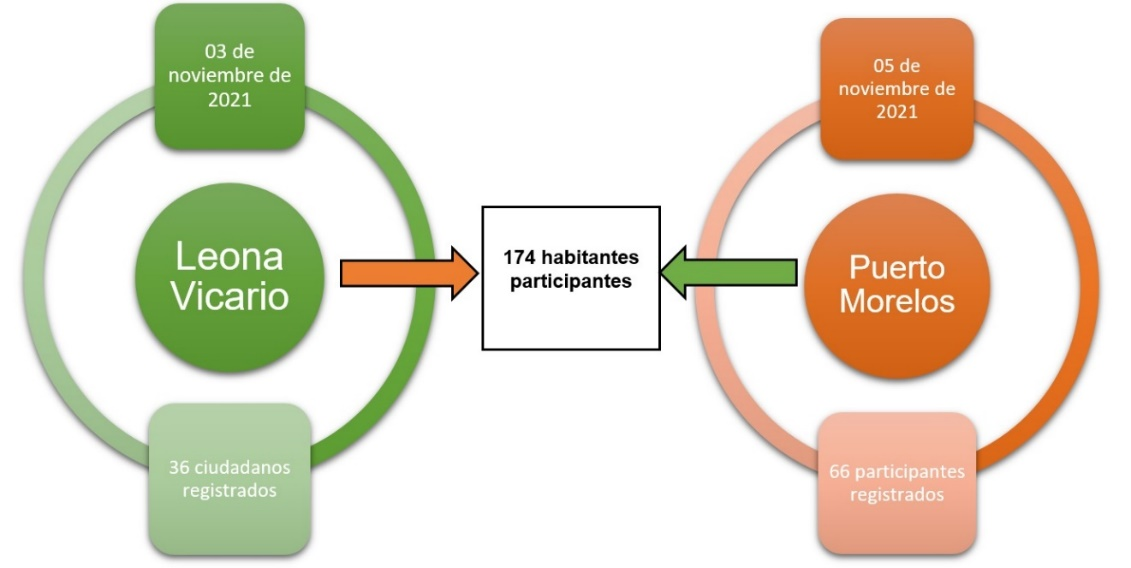 03 de
noviembre de
2021
Leona
Vicario
36 ciudadanos
registrados
174 habitantes
participantes
05 de
noviembre de
2021
Puerto
Morelos
66 participantes
registrados